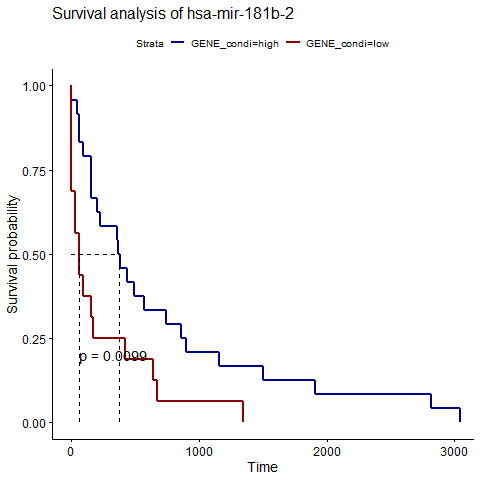 Survival analysis of hsa-mir-181b-2
Strata GENE_condi=high GENE_condi=low
1.00
0.75
0.50
0.25
0.00
Survival probability
p = 0.0099
0 1000 2000 3000
Time